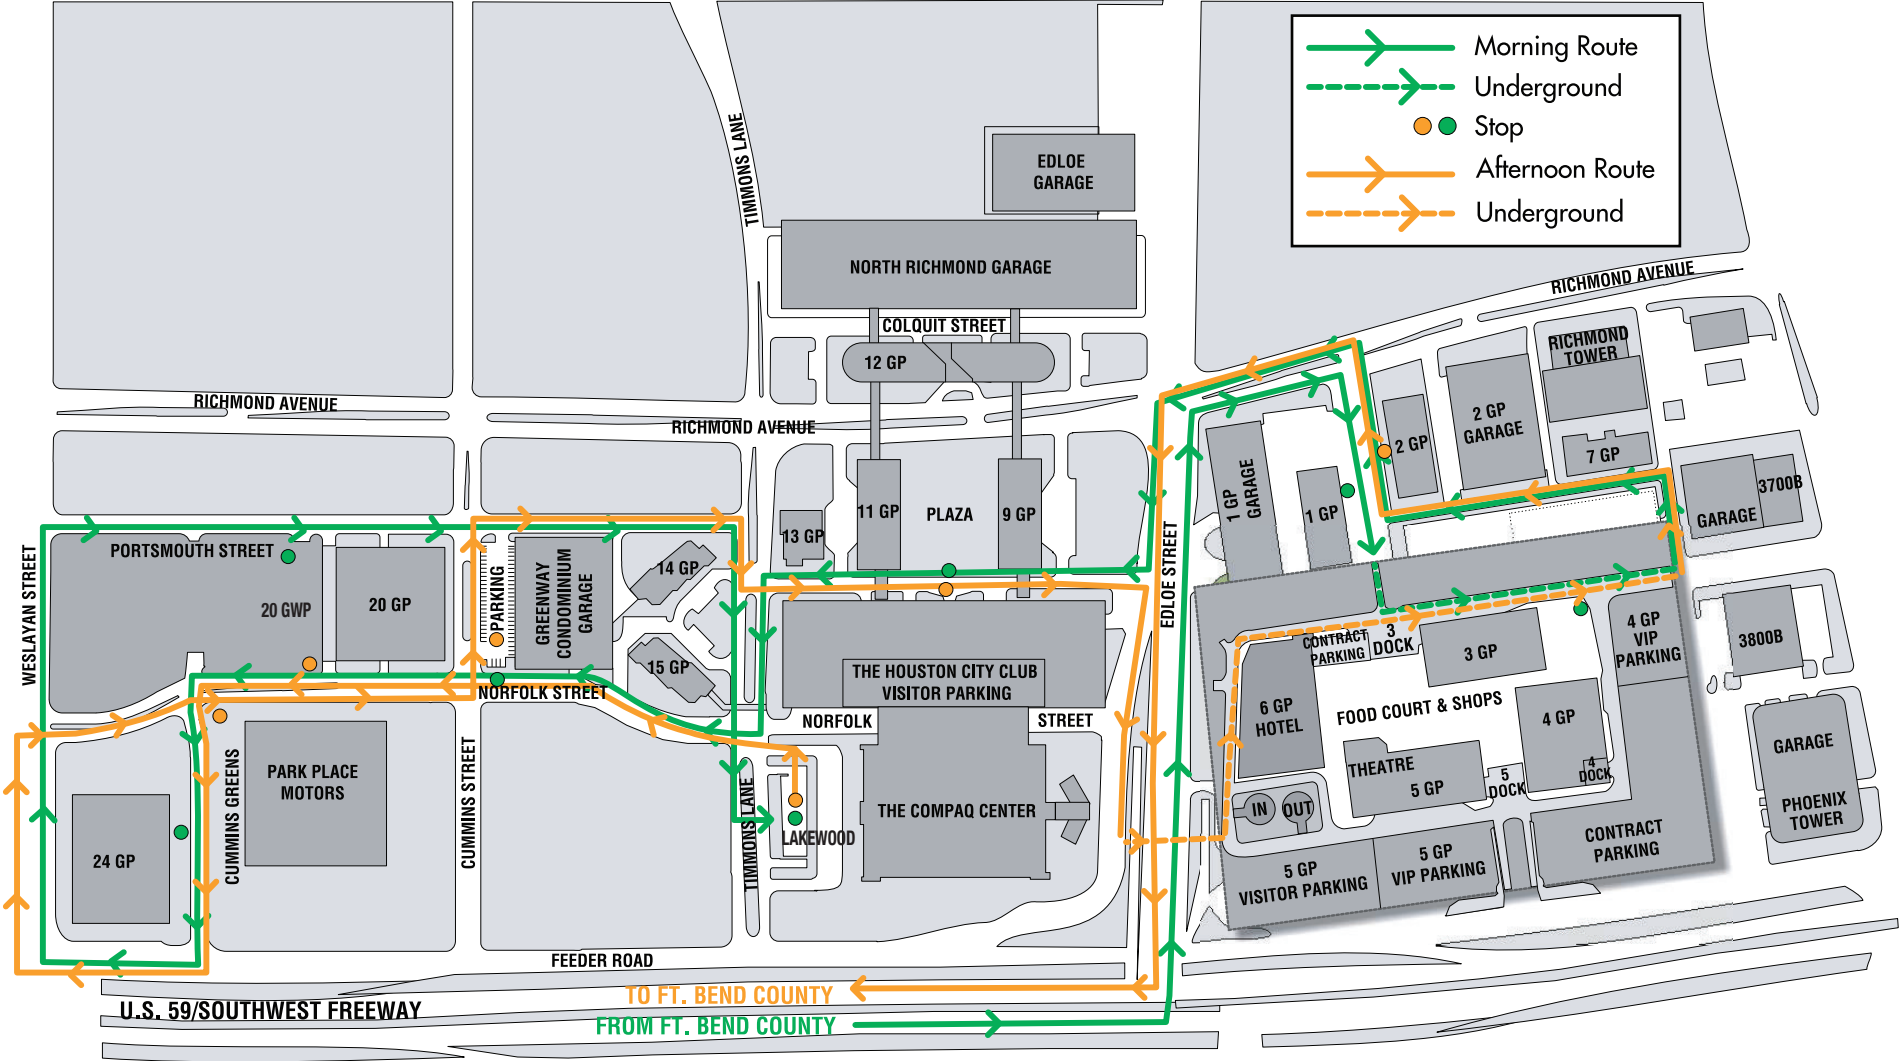 Morning Route
Underground
Stop
Afternoon Route
Underground
TIMMONS LANE
EDLOE
GARAGE
NORTH RICHMOND GARAGE
COLQUIT STREET
12 GP
RICHMOND AVENUE
RICHMOND AVENUE
RICHMOND AVENUE
RICHMOND
TOWER
2 GP
GARAGE
2 GP
7 GP
3700B
GARAGE
1 GP
GARAGE
1 GP
11 GP
PLAZA
9 GP
13 GP
EDLOE STREET
WESLAYAN STREET
PORTSMOUTH STREET
20 GWP
20 GP
PARKING
GREENWAY
CONDOMINIUM
GARAGE
14 GP
15 GP
NORFOLK STREET
THE HOUSTON CITY CLUB
VISITOR PARKING
NORFOLK
STREET
CONTRACT
PARKING
3
DOCK
3 GP
4 GP
VIP
PARKING
3800B
6 GP
HOTEL
FOOD COURT & SHOPS
4 GP
THEATRE
5 GP
5
DOCK
4
DOCK
IN
OUT
GARAGE
PHOENIX
TOWER
5 GP
VISITOR PARKING
5 GP
VIP PARKING
CONTRACT
PARKING
PARK PLACE
MOTORS
24 GP
CUMMINS GREENS
CUMMINS STREET
TIMMONS LANE
LAKEWOOD
THE COMPAQ CENTER
FEEDER ROAD
U.S. 59/SOUTHWEST FREEWAY
TO FT. BEND COUNTY
FROM FT. BEND COUNTY